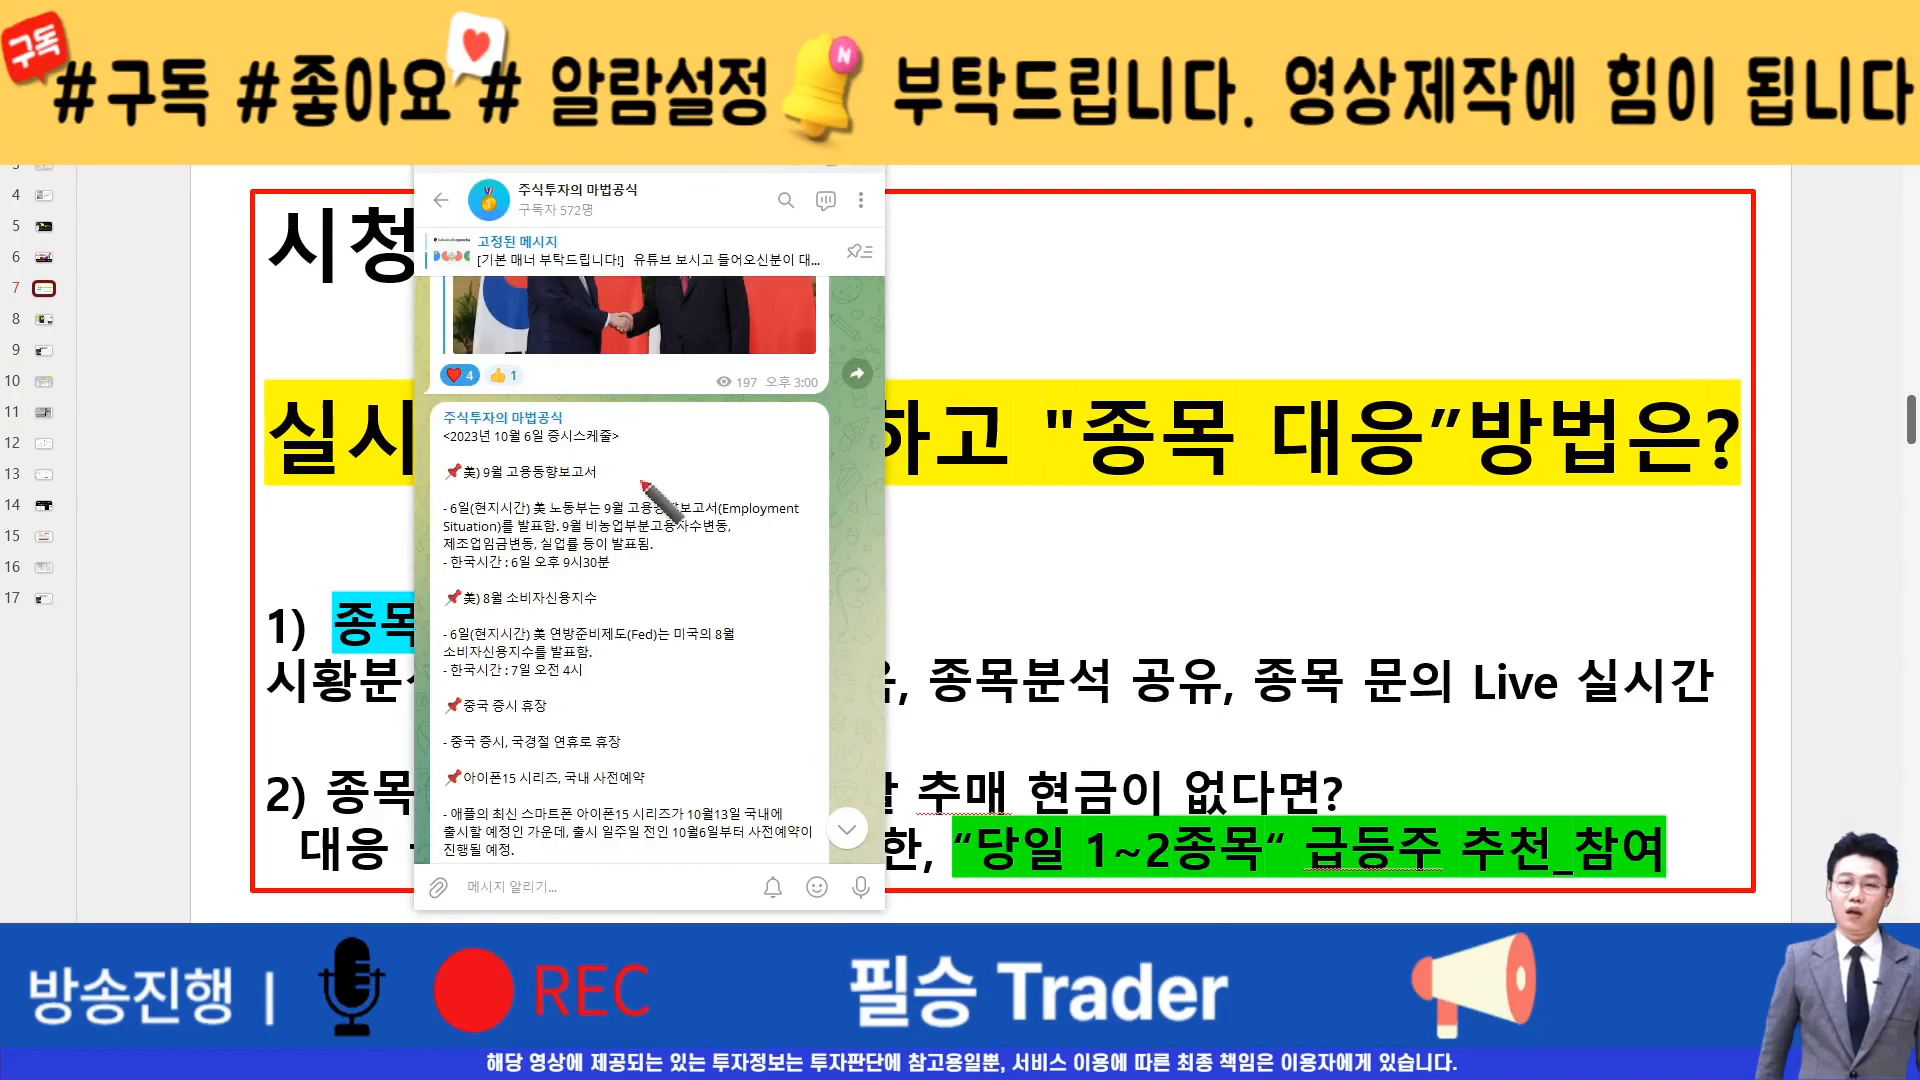 구독
#구독 #좋아요 # 알람설정 N 부탁드립니다. 영상제작에 힘이 됩니다
4
5
6
7
8
9
10
11
12
13
14
15
16
17
주식투자의 마법공식
구독자 572명
고정된 메시지
[기본 매너 부탁드립니다!] 유튜브 보시고 들어오신분이 대...
4 1
197 오후 3:00
주식투자의 마법공식
<2023년 10월 6일 증시스케줄>
美) 9월 고용동향보고서
- 6일(현지시간) 美 노동부는 9월 고용동향보고서(Employment
Situation)를 발표함. 9월 비농업부분고용자수변동,
제조업임금변동, 실업률 등이 발표됨.
- 한국시간 : 6일 오후 9시30분
美) 8월 소비자신용지수
- 6일(현지시간) 美 연방준비제도(Fed)는 미국의 8월
소비자신용지수를 발표함.
- 한국시간 : 7일 오전 4시
중국 증시 휴장
- 중국 증시, 국경절 연휴로 휴장
아이폰15 시리즈, 국내 사전예약
- 애플의 최신 스마트폰 아이폰15 시리즈가 10월13일 국내에
출시할 예정인 가운데, 출시 일주일 전인 10월6일부터 사전예약이
진행될 예정.
메시지 알리기...
시청
실시 하고 "종목 대응”방법은?
1) 종목
시황분 , 종목분석 공유, 종목 문의 Live 실시간
2) 종목 추매 현금이 없다면?
대응 한, “당일 1~2종목“ 급등주 추천_참여
방송진행 | REC 필승 Trader
해당 영상에 제공되는 있는 투자정보는 투자판단에 참고용일뿐, 서비스 이용에 따른 최종 책임은 이용자에게 있습니다.